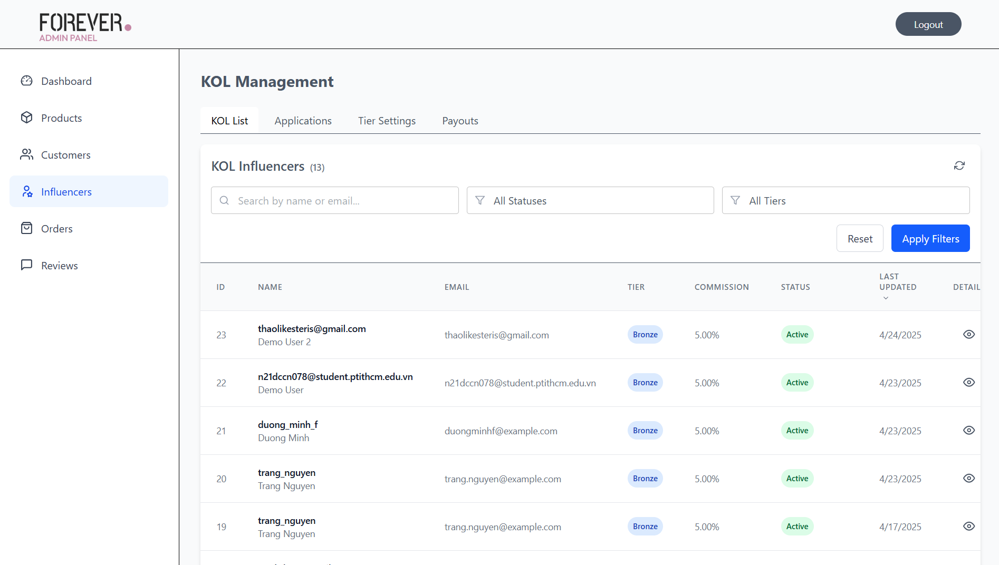 FOREVER.
ADMIN PANEL
Logout
Dashboard
Products
Customers
Influencers
Orders
Reviews
KOL Management
KOL List Applications Tier Settings Payouts
KOL Influencers (13)
Search by name or email...
All Statuses
All Tiers
Reset
Apply Filters
ID NAME EMAIL TIER COMMISSION STATUS LAST UPDATED DETAIL
23 thaolikesteris@gmail.com thaolikesteris@gmail.com Bronze 5.00% Active 4/24/2025
Demo User 2
22 n21dccn078@student.ptithcm.edu.vn n21dccn078@student.ptithcm.edu.vn Bronze 5.00% Active 4/23/2025
Demo User
21 duong_minh_f duongminhf@example.com Bronze 5.00% Active 4/23/2025
Duong Minh
20 trang_nguyen trang.nguyen@example.com Bronze 5.00% Active 4/23/2025
Trang Nguyen
19 trang_nguyen trang.nguyen@example.com Bronze 5.00% Active 4/17/2025
Trang Nguyen